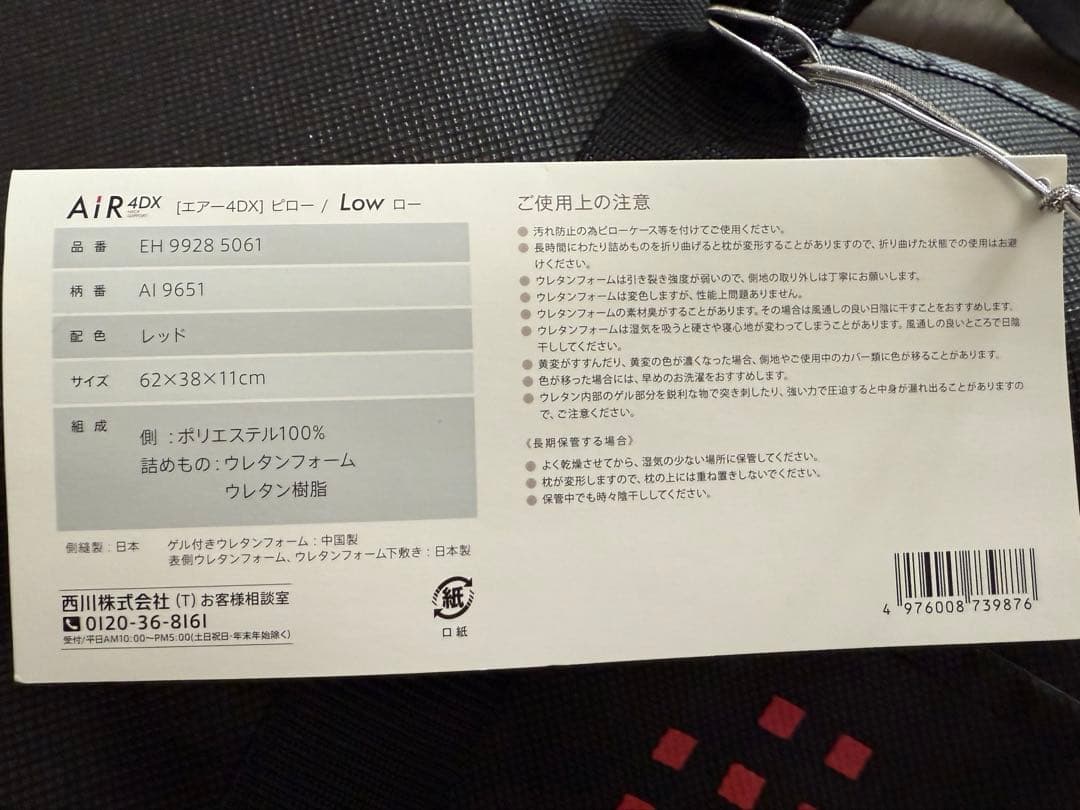 AiR 4DX [エアー4DX] ピロー / Low ロー
品 番 EH 9928 5061
柄 番 AI 9651
配 色 レッド
サイズ 62×38×11cm
組 成 側 : ポリエステル100%
詰めもの : ウレタンフォーム
ウレタン樹脂
側縫製 : 日本 ゲル付きウレタンフォーム : 中国製
表側ウレタンフォーム、ウレタンフォーム下敷き : 日本製
西川株式会社 (T) お客様相談室
0120-36-8161
受付/平日AM10:00〜PM5:00(土日祝日・年末年始除く)
紙
口紙
ご使用上の注意
● 汚れ防止の為ピローケース等を付けてご使用ください。
● 長時間にわたり詰めものを折り曲げると枕が変形することがありますので、折り曲げた状態での使用はお避
けください。
● ウレタンフォームは引き裂き強度が弱いので、側地の取り外しは丁寧にお願いします。
● ウレタンフォームは変色しますが、性能上問題ありません。
● ウレタンフォームの素材臭がすることがあります。その場合は風通しの良い日陰に干すことをおすすめします。
● ウレタンフォームは湿気を吸うと硬さや寝心地が変わってしまうことがあります。風通しの良いところで日陰
干ししてください。
● 黄変がすすんだり、黄変の色が濃くなった場合、側地やご使用中のカバー類に色が移ることがあります。
● 色が移った場合には、早めのお洗濯をおすすめします。
● ウレタン内部のゲル部分を鋭利な物で突き刺したり、強い力で圧迫すると中身が漏れ出ることがありますの
で、ご注意ください。
《長期保管する場合》
● よく乾燥させてから、湿気の少ない場所に保管してください。
● 枕が変形しますので、枕の上には重ね置きしないでください。
● 保管中でも時々陰干ししてください。
4 976008 739876